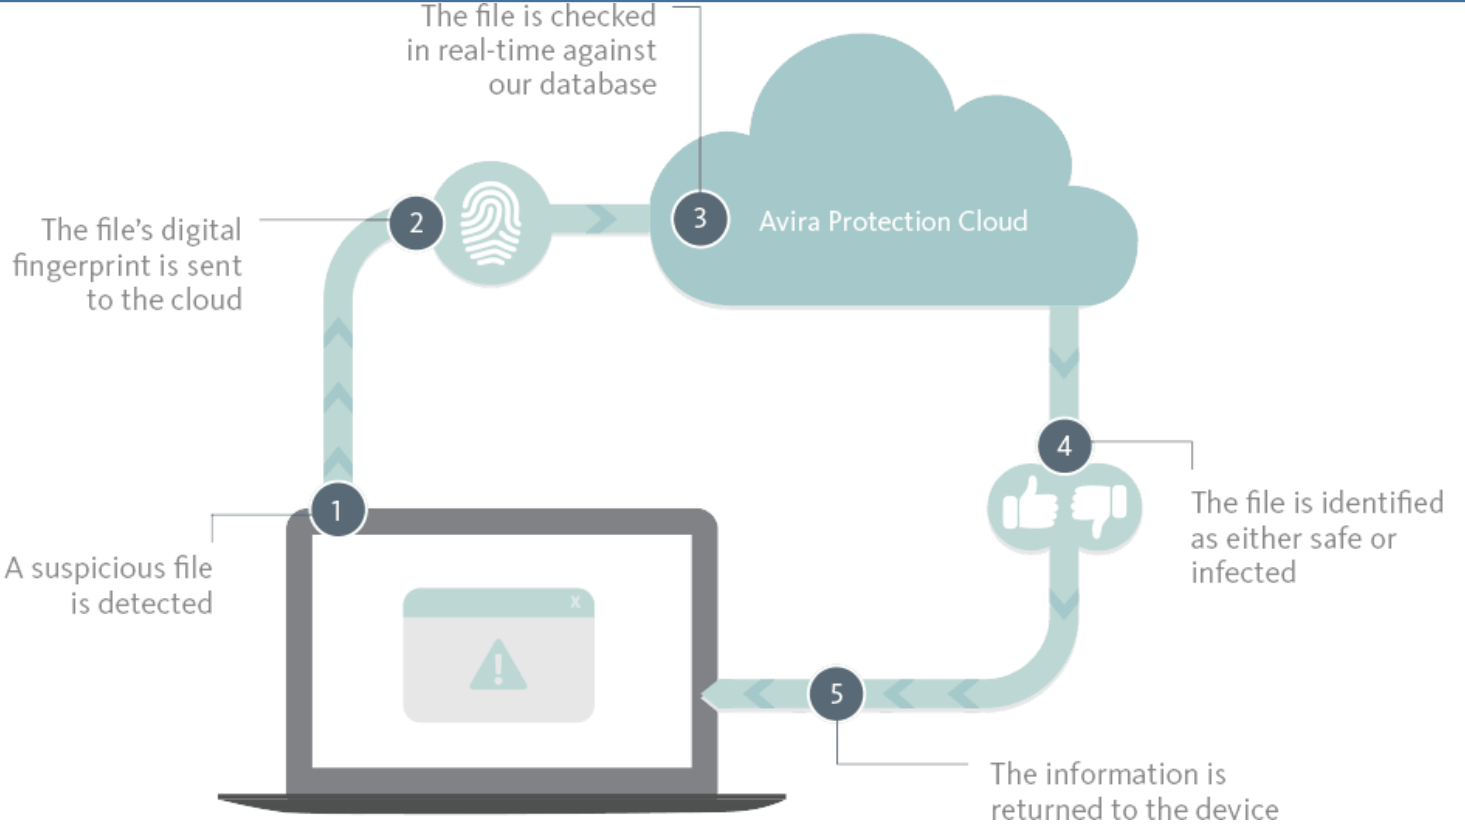 The file is checked
in real-time against
our database
3
Avira Protection Cloud
2
The file’s digital
fingerprint is sent
to the cloud
4
The file is identified
as either safe or
infected
1
A suspicious file
is detected
x
!
5
The information is
returned to the device